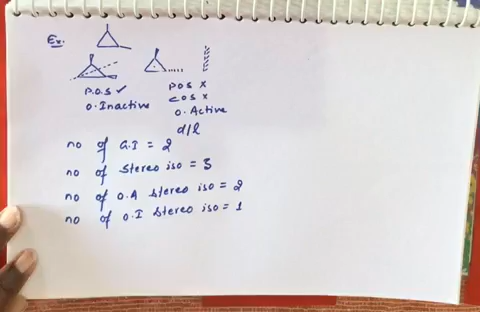 Ex.
P.O.S ✓
O.Inactive
POS x
COS x
O.Active
d/l
no of G.I = 2
no of Stereo iso = 3
no of O.A Stereo iso = 2
no of O.I Stereo iso = 1